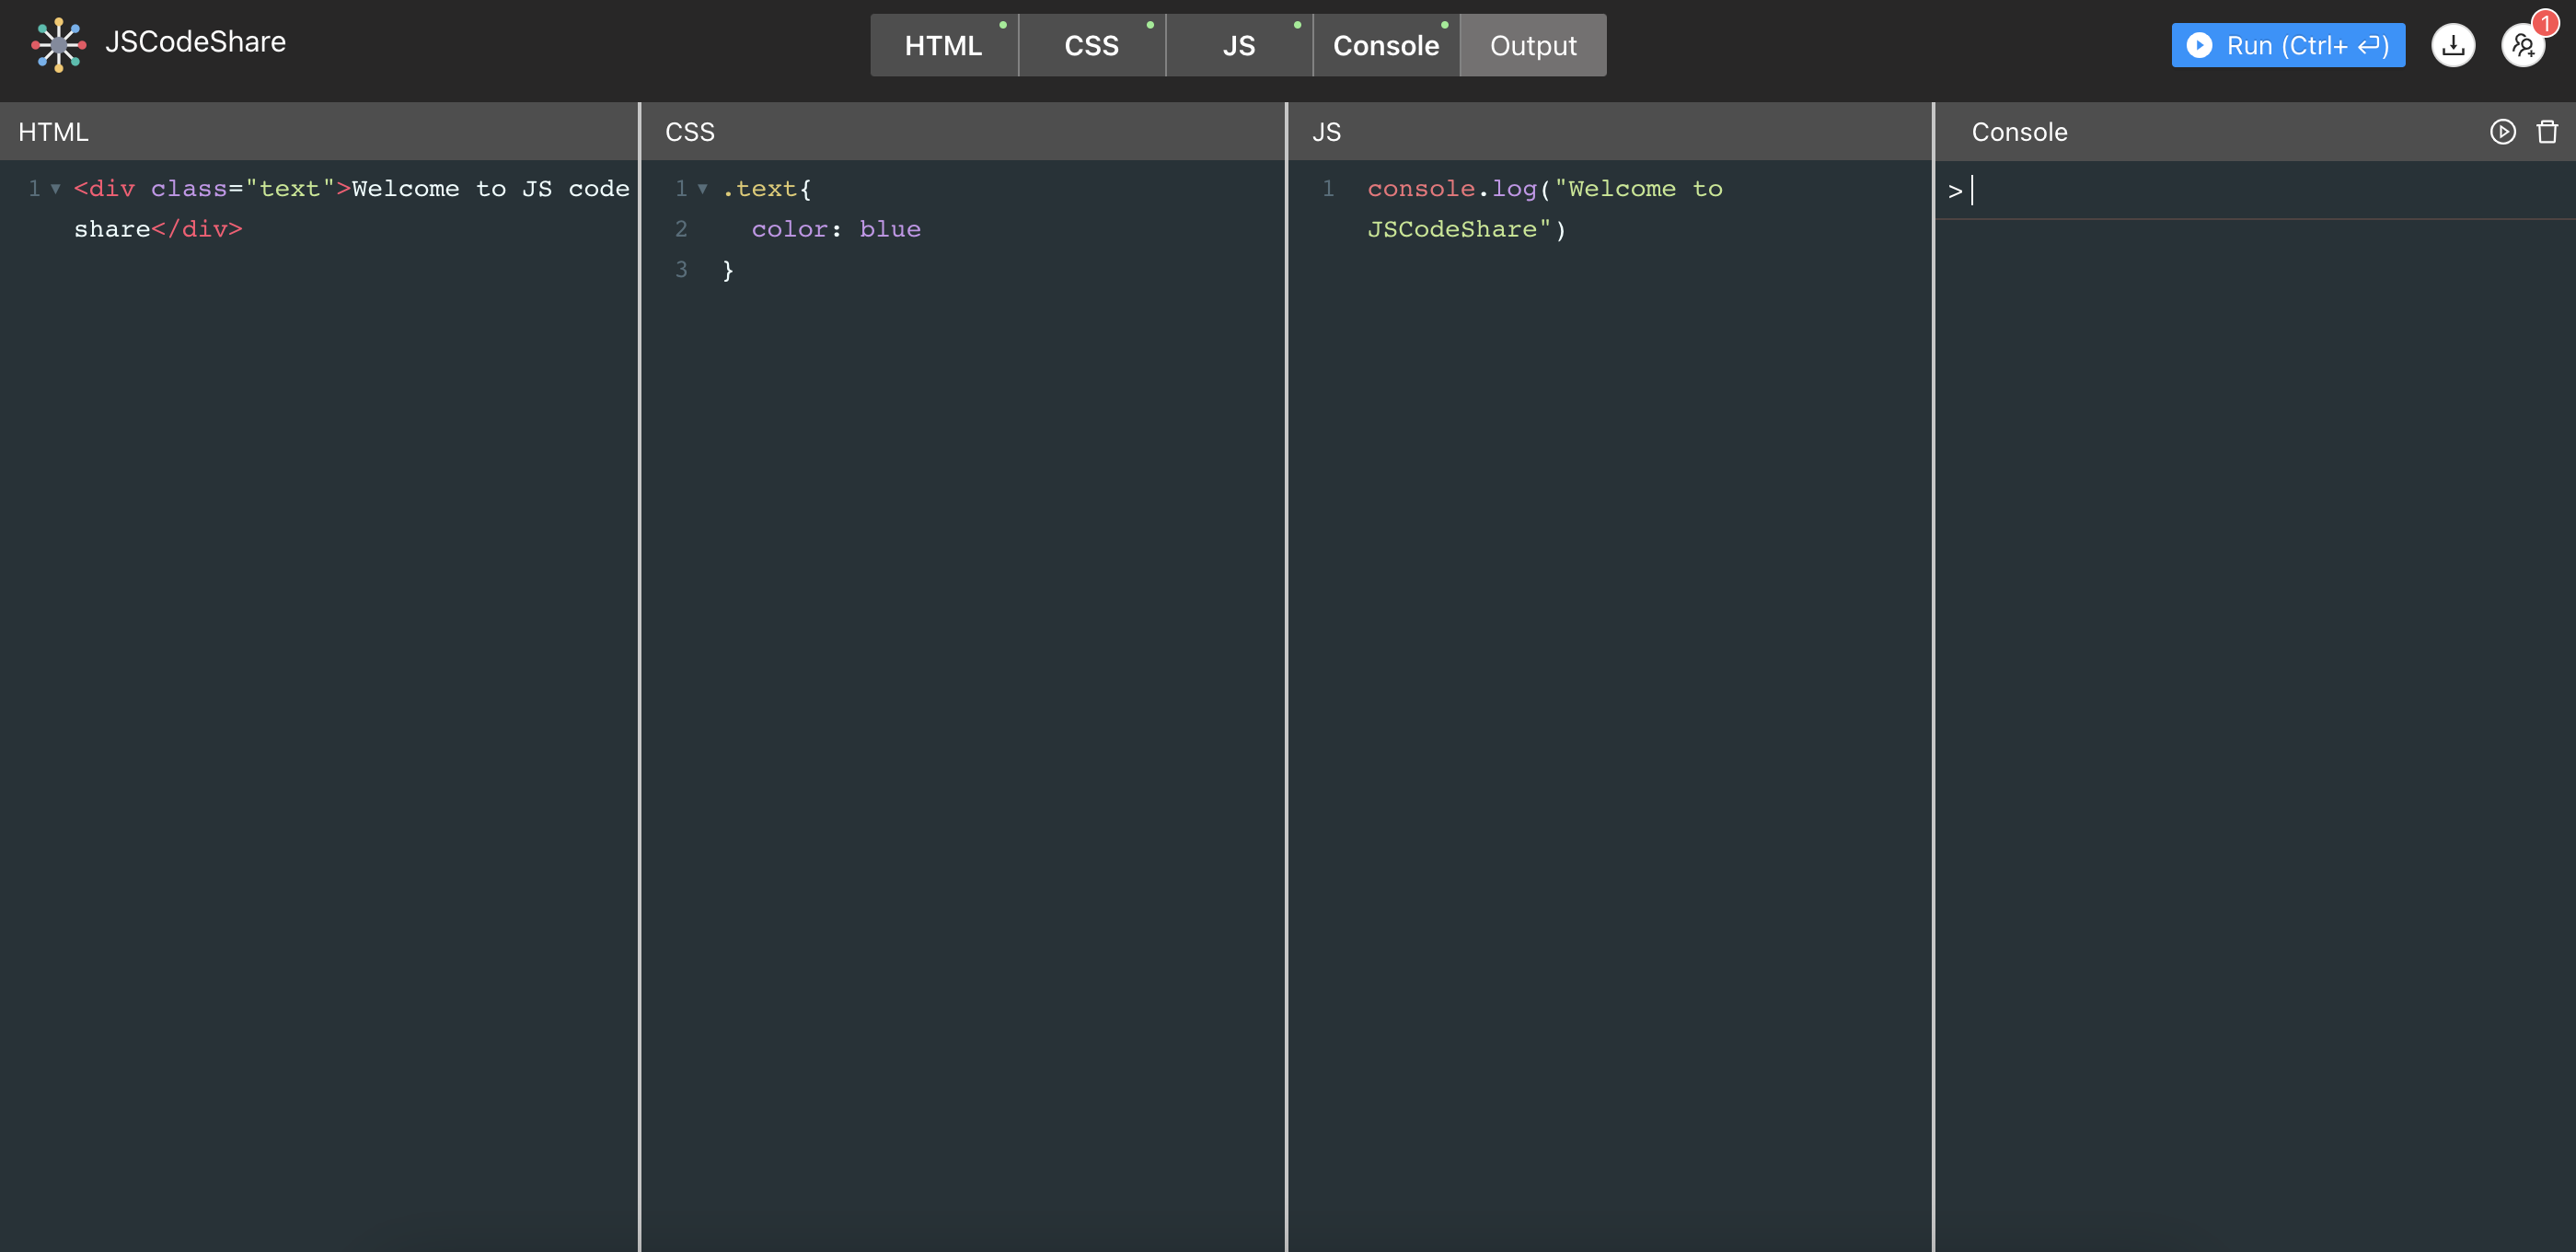 JSCodeShare
HTML
CSS
JS
Console
Output
Run (Ctrl+ ⏎)
1
HTML
1 ▾ <div class="text">Welcome to JS code
share</div>
CSS
1 ▾ .text{
2   color: blue
3 }
JS
1 console.log("Welcome to
JSCodeShare")
Console
>